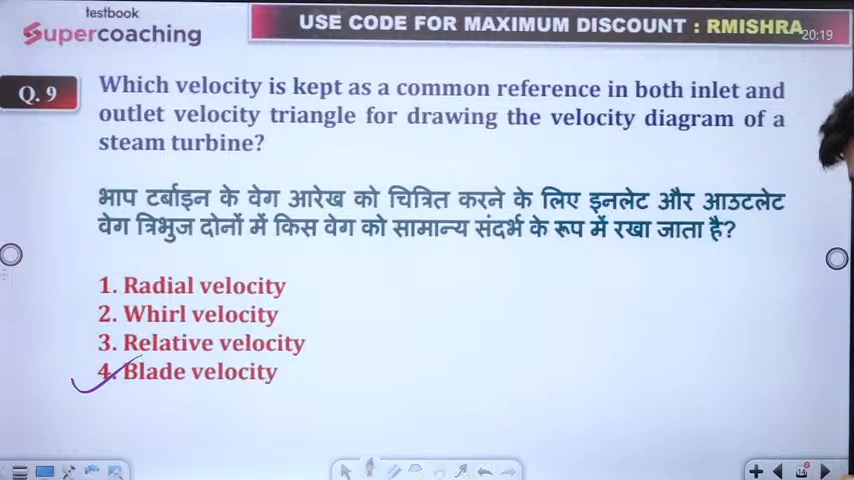 testbook
Supercoaching
USE CODE FOR MAXIMUM DISCOUNT : RMISHRA
20:19
Q. 9
Which velocity is kept as a common reference in both inlet and
outlet velocity triangle for drawing the velocity diagram of a
steam turbine?
भाप टर्बाइन के वेग आरेख को चित्रित करने के लिए इनलेट और आउटलेट
वेग त्रिभुज दोनों में किस वेग को सामान्य संदर्भ के रूप में रखा जाता है?
1. Radial velocity
2. Whirl velocity
3. Relative velocity
4. Blade velocity
14